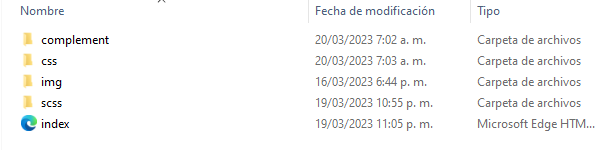 Nombre Fecha de modificación Tipo
complement 20/03/2023 7:02 a. m. Carpeta de archivos
css 20/03/2023 7:03 a. m. Carpeta de archivos
img 16/03/2023 6:44 p. m. Carpeta de archivos
scss 19/03/2023 10:55 p. m. Carpeta de archivos
index 19/03/2023 11:05 p. m. Microsoft Edge HTM...